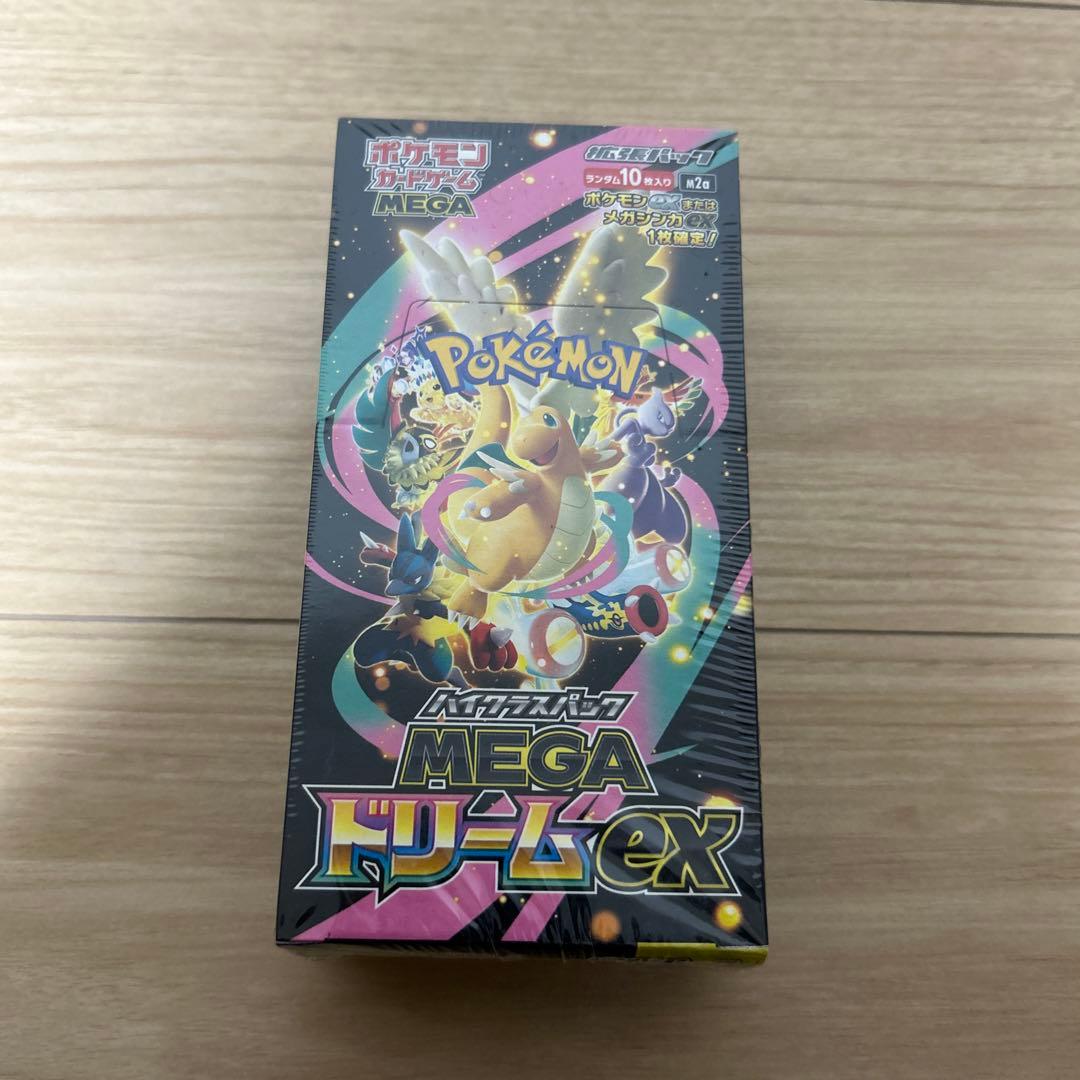 ポケモン
カードゲーム
MEGA
拡張パック
ランダム10枚入り M2a
ポケモンexまたは
メガシンカex
1枚確定!
POKéMON
TM
ハイクラスパック
MEGA
ドリームex